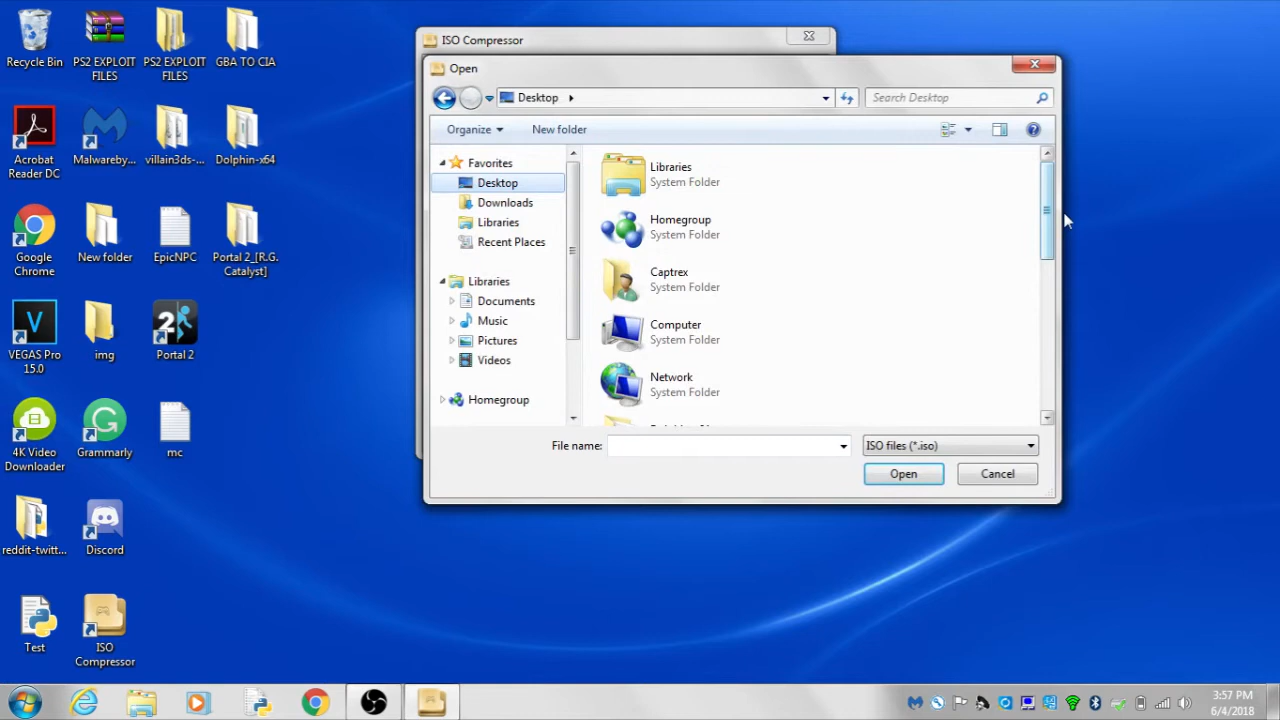 Recycle Bin
PS2 EXPLOIT
FILES
PS2 EXPLOIT
FILES
GBA TO CIA
Acrobat
Reader DC
Malwareby...
villain3ds-...
Dolphin-x64
Google
Chrome
New folder
EpicNPC
Portal 2_[R.G.
Catalyst]
VEGAS Pro
15.0
img
Portal 2
4K Video
Downloader
Grammarly
mc
reddit-twitt...
Discord
Test
ISO
Compressor
ISO Compressor
Open
Desktop
Search Desktop
Organize
New folder
Favorites
Desktop
Downloads
Libraries
Recent Places
Libraries
Documents
Music
Pictures
Videos
Homegroup
Libraries
System Folder
Homegroup
System Folder
Captrex
System Folder
Computer
System Folder
Network
System Folder
File name:
ISO files (*.iso)
Open
Cancel
3:57 PM
6/4/2018